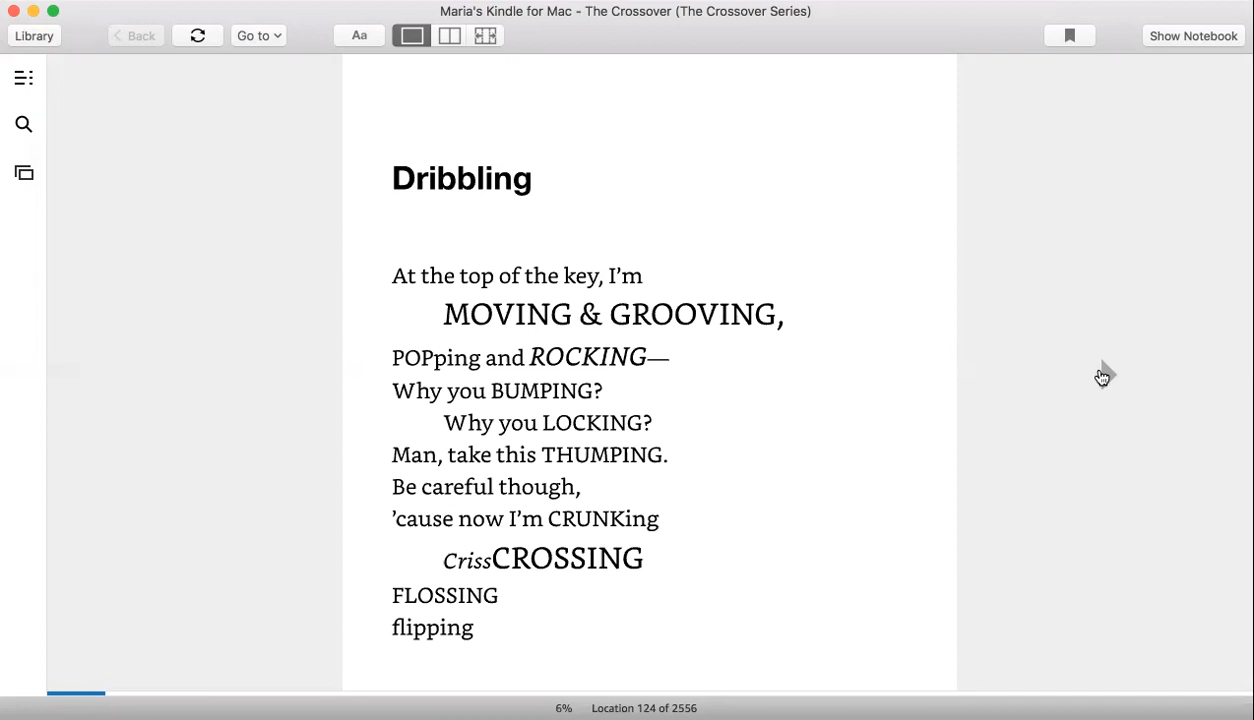 Maria's Kindle for Mac - The Crossover (The Crossover Series)
Library
Back
Go to
Aa
Show Notebook
Dribbling
At the top of the key, I’m
MOVING & GROOVING,
POPping and ROCKING—
Why you BUMPING?
Why you LOCKING?
Man, take this THUMPING.
Be careful though,
’cause now I’m CRUNKing
CrissCROSSING
FLOSSING
flipping
6% Location 124 of 2556